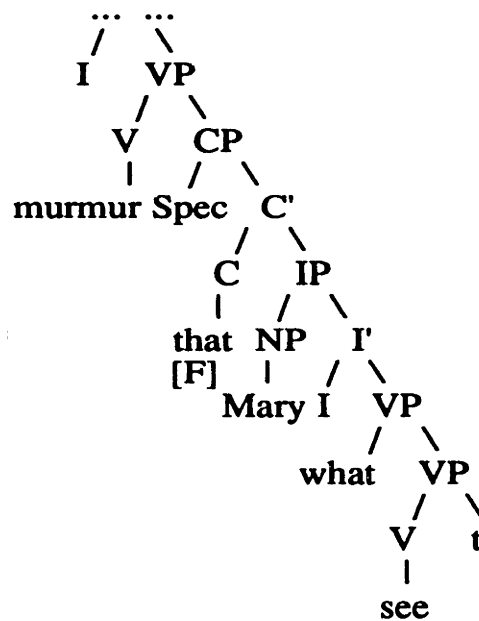 ... ...
I VP
V CP
murmur Spec C'
C IP
that NP I'
[F]
Mary I VP
what VP
V t
see